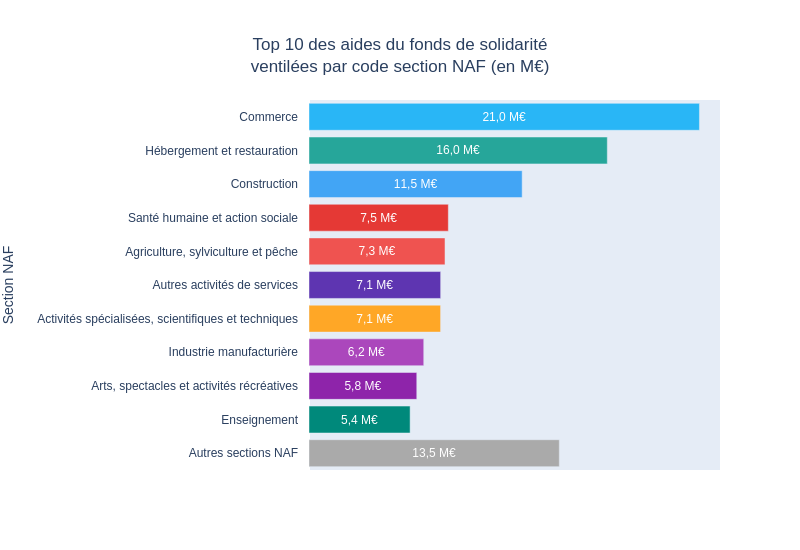 Top 10 des aides du fonds de solidarité
ventilées par code section NAF (en M€)
Section NAF
Commerce 21,0 M€
Hébergement et restauration 16,0 M€
Construction 11,5 M€
Santé humaine et action sociale 7,5 M€
Agriculture, sylviculture et pêche 7,3 M€
Autres activités de services 7,1 M€
Activités spécialisées, scientifiques et techniques 7,1 M€
Industrie manufacturière 6,2 M€
Arts, spectacles et activités récréatives 5,8 M€
Enseignement 5,4 M€
Autres sections NAF 13,5 M€